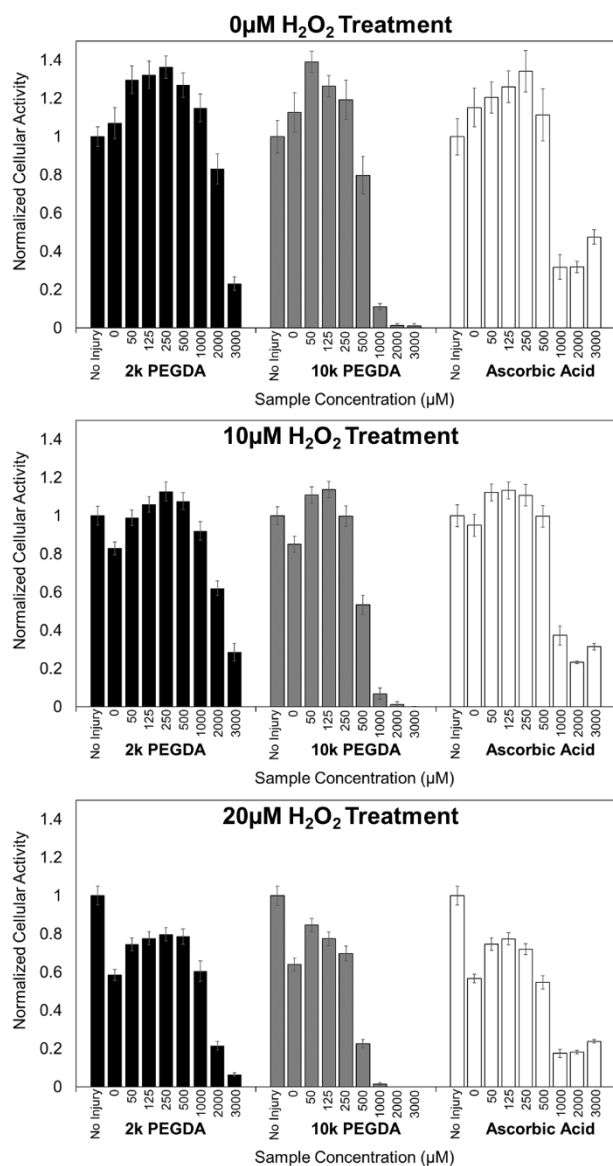 0µM H₂O₂ Treatment
Normalized Cellular Activity
1.4
1.2
1
0.8
0.6
0.4
0.2
0
No Injury 0 50 125 250 500 1000 2000 3000 No Injury 0 50 125 250 500 1000 2000 3000 No Injury 0 50 125 250 500 1000 2000 3000
2k PEGDA 10k PEGDA Ascorbic Acid
Sample Concentration (µM)
10µM H₂O₂ Treatment
Normalized Cellular Activity
1.4
1.2
1
0.8
0.6
0.4
0.2
0
No Injury 0 50 125 250 500 1000 2000 3000 No Injury 0 50 125 250 500 1000 2000 3000 No Injury 0 50 125 250 500 1000 2000 3000
2k PEGDA 10k PEGDA Ascorbic Acid
Sample Concentration (µM)
20µM H₂O₂ Treatment
Normalized Cellular Activity
1.4
1.2
1
0.8
0.6
0.4
0.2
0
No Injury 0 50 125 250 500 1000 2000 3000 No Injury 0 50 125 250 500 1000 2000 3000 No Injury 0 50 125 250 500 1000 2000 3000
2k PEGDA 10k PEGDA Ascorbic Acid
Sample Concentration (µM)